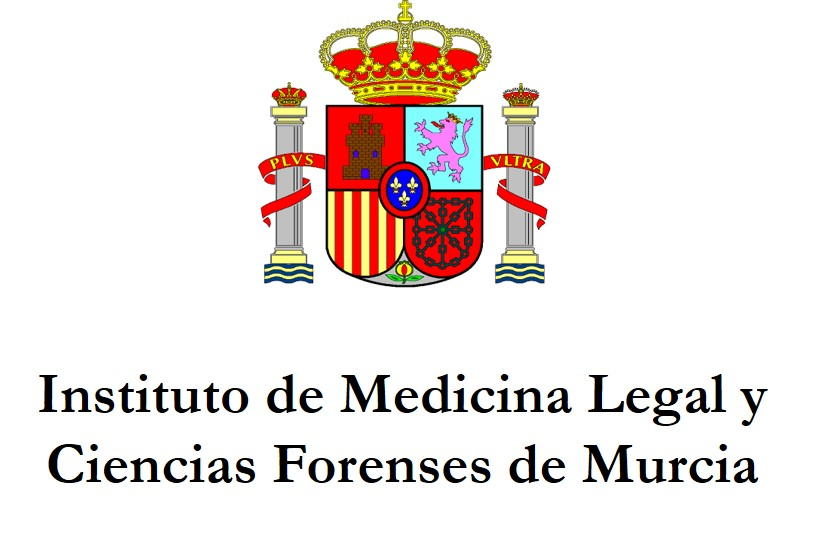 PLVS VLTRA
Instituto de Medicina Legal y
Ciencias Forenses de Murcia